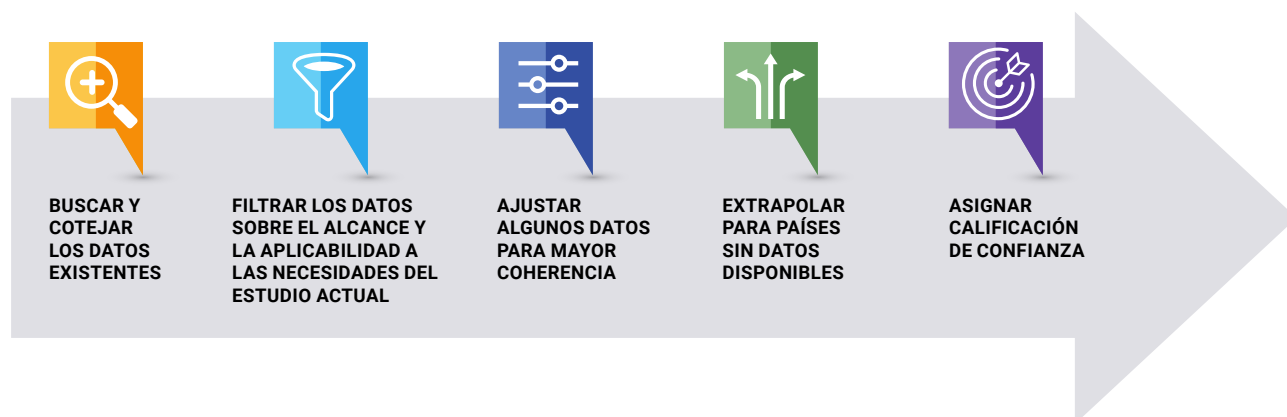 BUSCAR Y
COTEJAR
LOS DATOS
EXISTENTES
FILTRAR LOS DATOS
SOBRE EL ALCANCE Y
LA APLICABILIDAD A
LAS NECESIDADES DEL
ESTUDIO ACTUAL
AJUSTAR
ALGUNOS DATOS
PARA MAYOR
COHERENCIA
EXTRAPOLAR
PARA PAÍSES
SIN DATOS
DISPONIBLES
ASIGNAR
CALIFICACIÓN
DE CONFIANZA